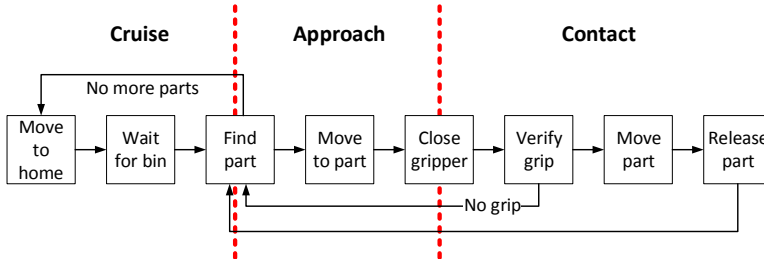 Cruise
Approach
Contact
No more parts
Move
to
home
Wait
for bin
Find
part
Move
to part
Close
gripper
Verify
grip
Move
part
Release
part
No grip